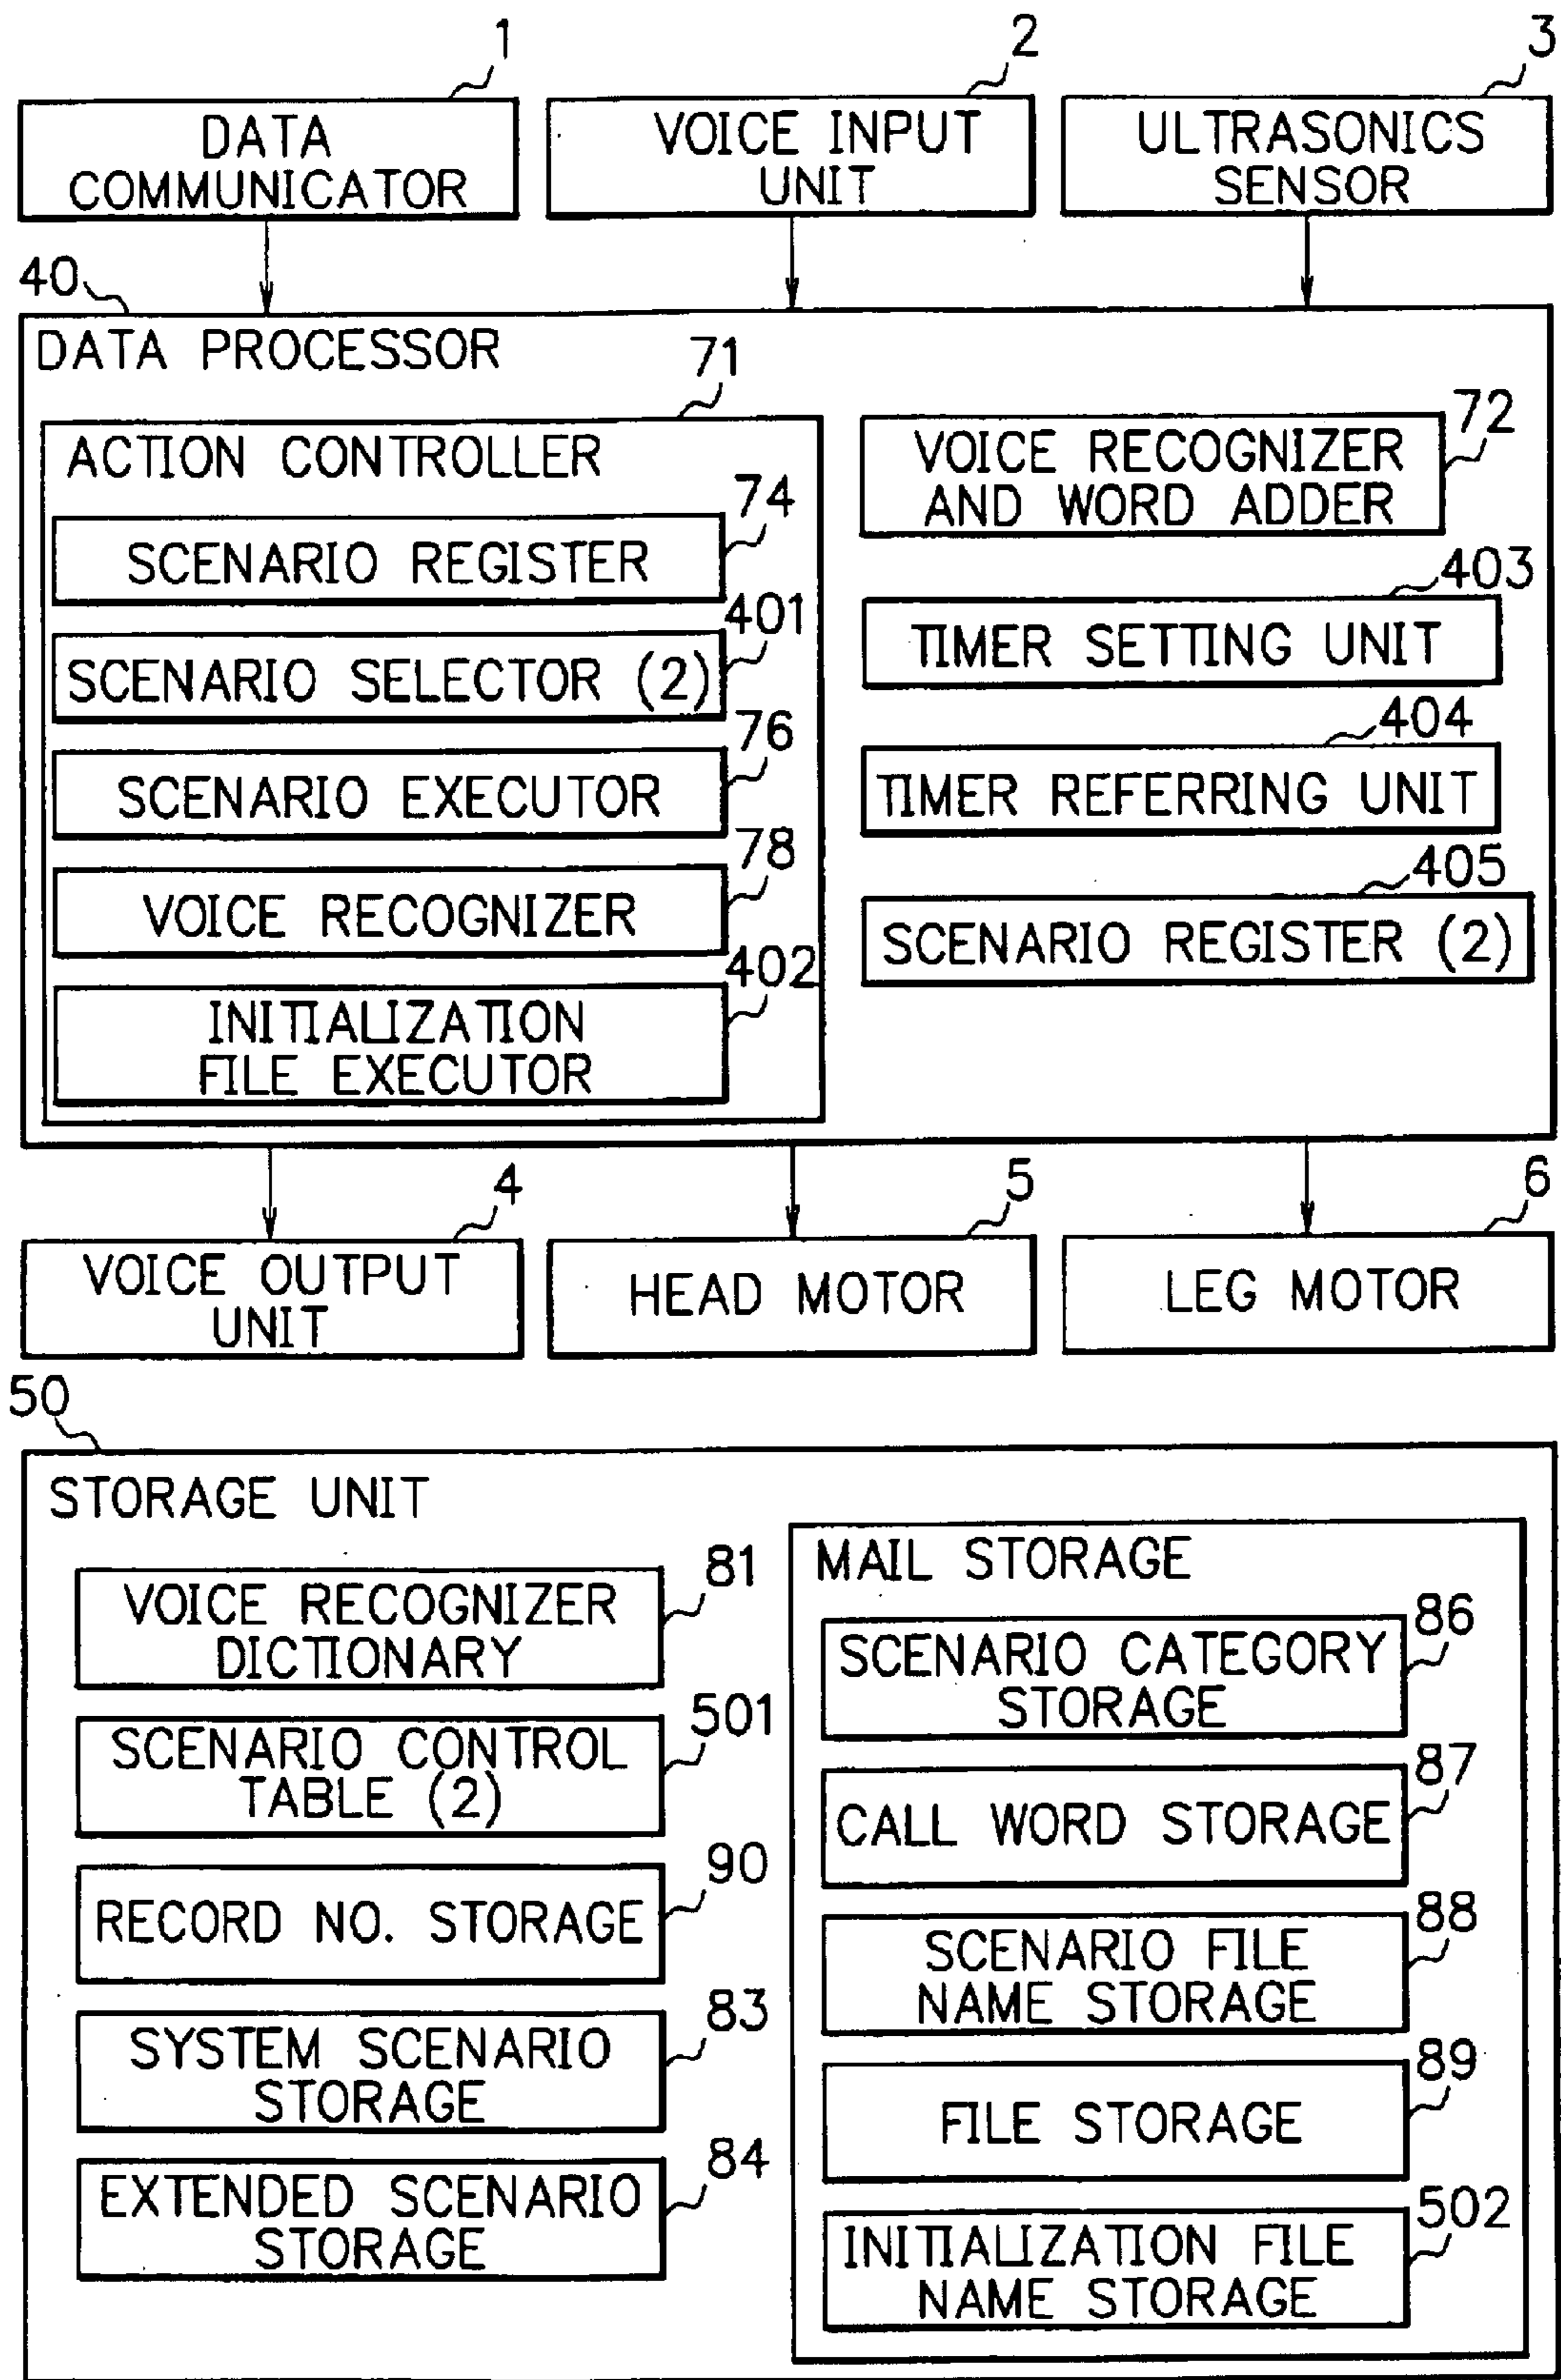 1
2
3
DATA
COMMUNICATOR
VOICE INPUT
UNIT
ULTRASONICS
SENSOR
40
DATA PROCESSOR
71
ACTION CONTROLLER
74
SCENARIO REGISTER
401
SCENARIO SELECTOR (2)
76
SCENARIO EXECUTOR
78
VOICE RECOGNIZER
402
INITIALIZATION
FILE EXECUTOR
72
VOICE RECOGNIZER
AND WORD ADDER
403
TIMER SETTING UNIT
404
TIMER REFERRING UNIT
405
SCENARIO REGISTER (2)
4
5
6
VOICE OUTPUT
UNIT
HEAD MOTOR
LEG MOTOR
50
STORAGE UNIT
81
VOICE RECOGNIZER
DICTIONARY
501
SCENARIO CONTROL
TABLE (2)
90
RECORD NO. STORAGE
83
SYSTEM SCENARIO
STORAGE
84
EXTENDED SCENARIO
STORAGE
MAIL STORAGE
86
SCENARIO CATEGORY
STORAGE
87
CALL WORD STORAGE
88
SCENARIO FILE
NAME STORAGE
89
FILE STORAGE
502
INITIALIZATION FILE
NAME STORAGE